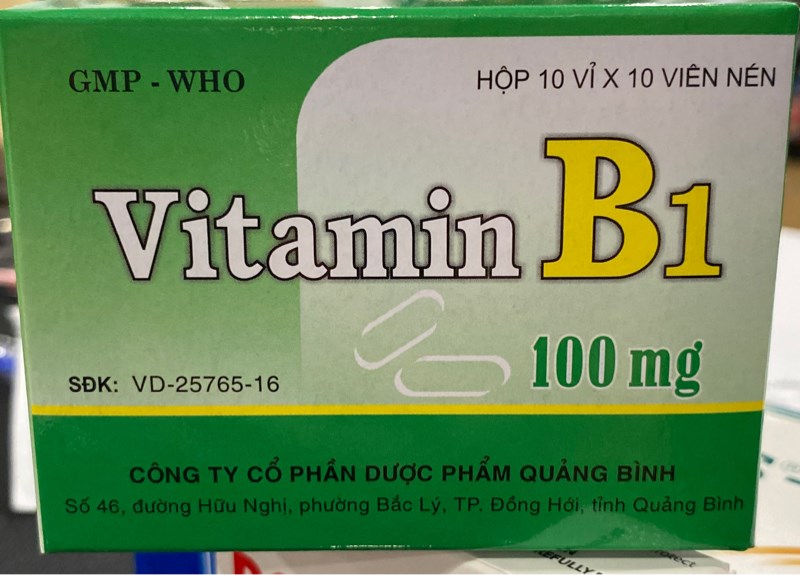 GMP - WHO
HỘP 10 VỈ X 10 VIÊN NÉN
Vitamin B1
100 mg
SĐK: VD-25765-16
CÔNG TY CỔ PHẦN DƯỢC PHẨM QUẢNG BÌNH
Số 46, đường Hữu Nghị, phường Bắc Lý, TP. Đồng Hới, tỉnh Quảng Bình